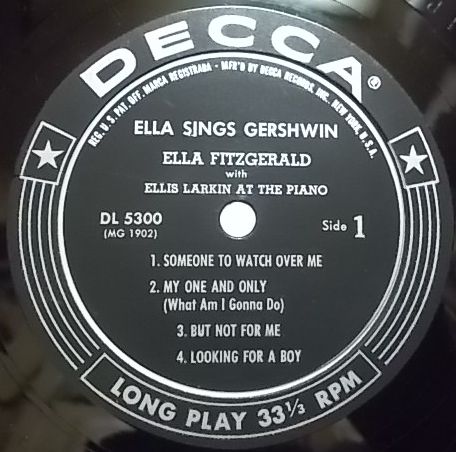 DECCA®
REG. U. S. PAT. OFF. MARCA REGISTRADA - MFR'D BY DECCA RECORDS, INC. NEW YORK, U.S.A.
ELLA SINGS GERSHWIN
ELLA FITZGERALD
with
ELLIS LARKIN AT THE PIANO
DL 5300
(MG 1902)
Side 1
1. SOMEONE TO WATCH OVER ME
2. MY ONE AND ONLY
(What Am I Gonna Do)
3. BUT NOT FOR ME
4. LOOKING FOR A BOY
LONG PLAY 33⅓ RPM